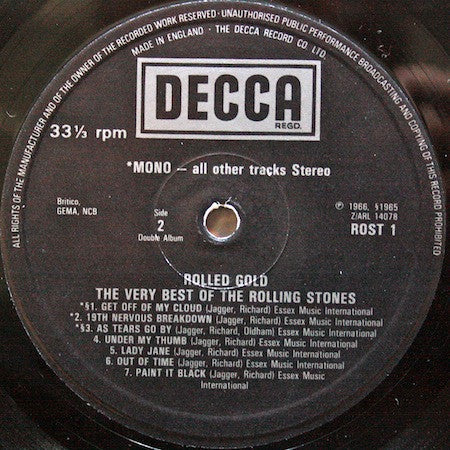 ALL RIGHTS OF THE MANUFACTURER AND OF THE OWNER OF THE RECORDED WORK RESERVED · UNAUTHORISED PUBLIC PERFORMANCE BROADCASTING AND COPYING OF THIS RECORD PROHIBITED
MADE IN ENGLAND · THE DECCA RECORD CO. LTD.
DECCA
REGD.
33⅓ rpm
*MONO – all other tracks Stereo
Britico,
GEMA, NCB
Side
2
Double Album
℗ 1966, §1965
Z/ARL 14078
ROST 1
ROLLED GOLD
THE VERY BEST OF THE ROLLING STONES
*§1. GET OFF OF MY CLOUD (Jagger, Richard) Essex Music International
*2. 19TH NERVOUS BREAKDOWN (Jagger, Richard) Essex Music International
*§3. AS TEARS GO BY (Jagger, Richard, Oldham) Essex Music International
4. UNDER MY THUMB (Jagger, Richard) Essex Music International
5. LADY JANE (Jagger, Richard) Essex Music International
6. OUT OF TIME (Jagger, Richard) Essex Music International
7. PAINT IT BLACK (Jagger, Richard) Essex Music
International